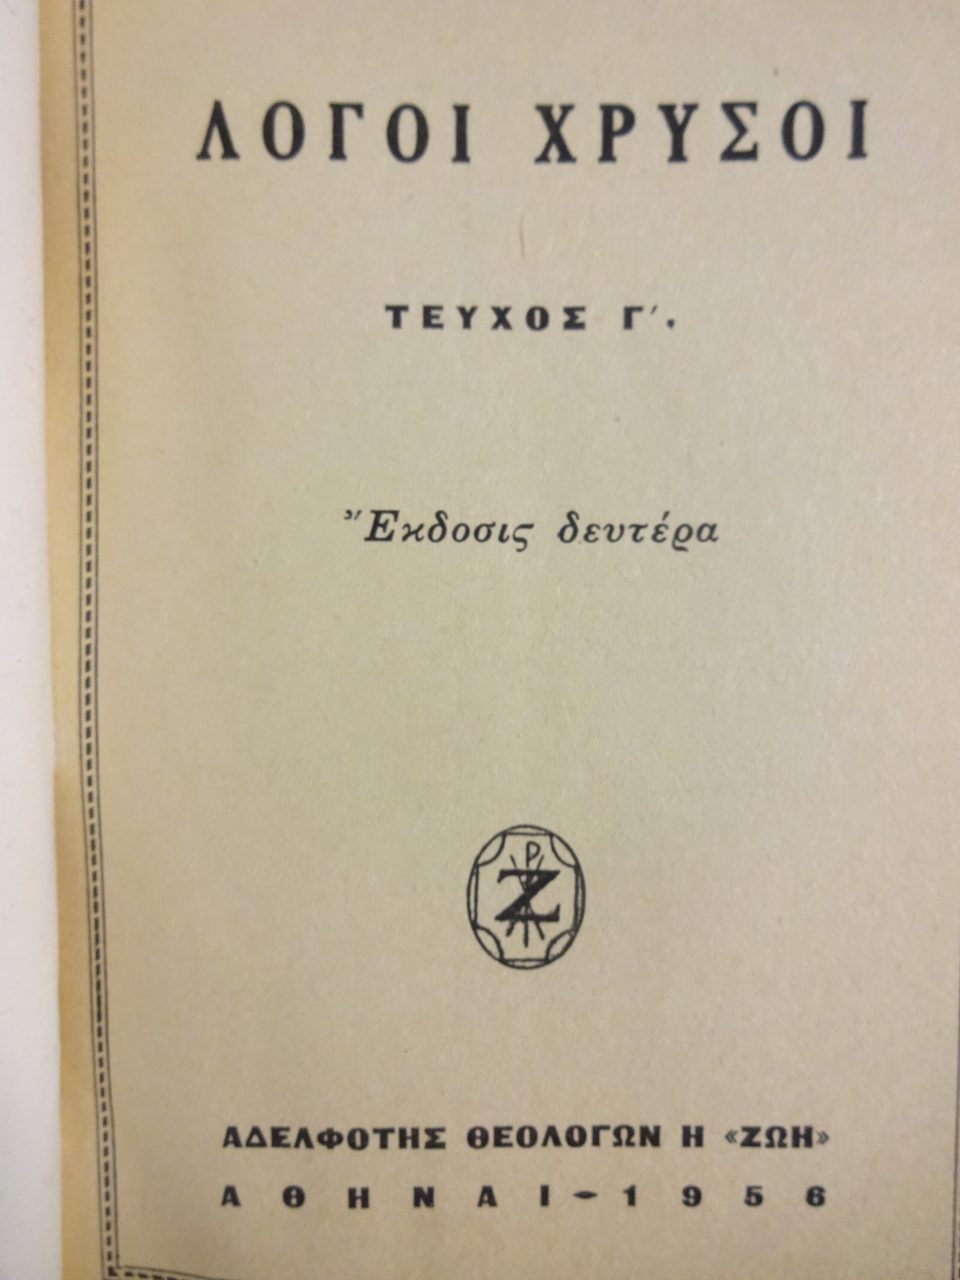 ΛΟΓΟΙ ΧΡΥΣΟΙ
ΤΕΥΧΟΣ Γ΄.
Ἔκδοσις δευτέρα
Ρ
Ζ
ΑΔΕΛΦΟΤΗΣ ΘΕΟΛΟΓΩΝ Η «ΖΩΗ»
ΑΘΗΝΑΙ-1956